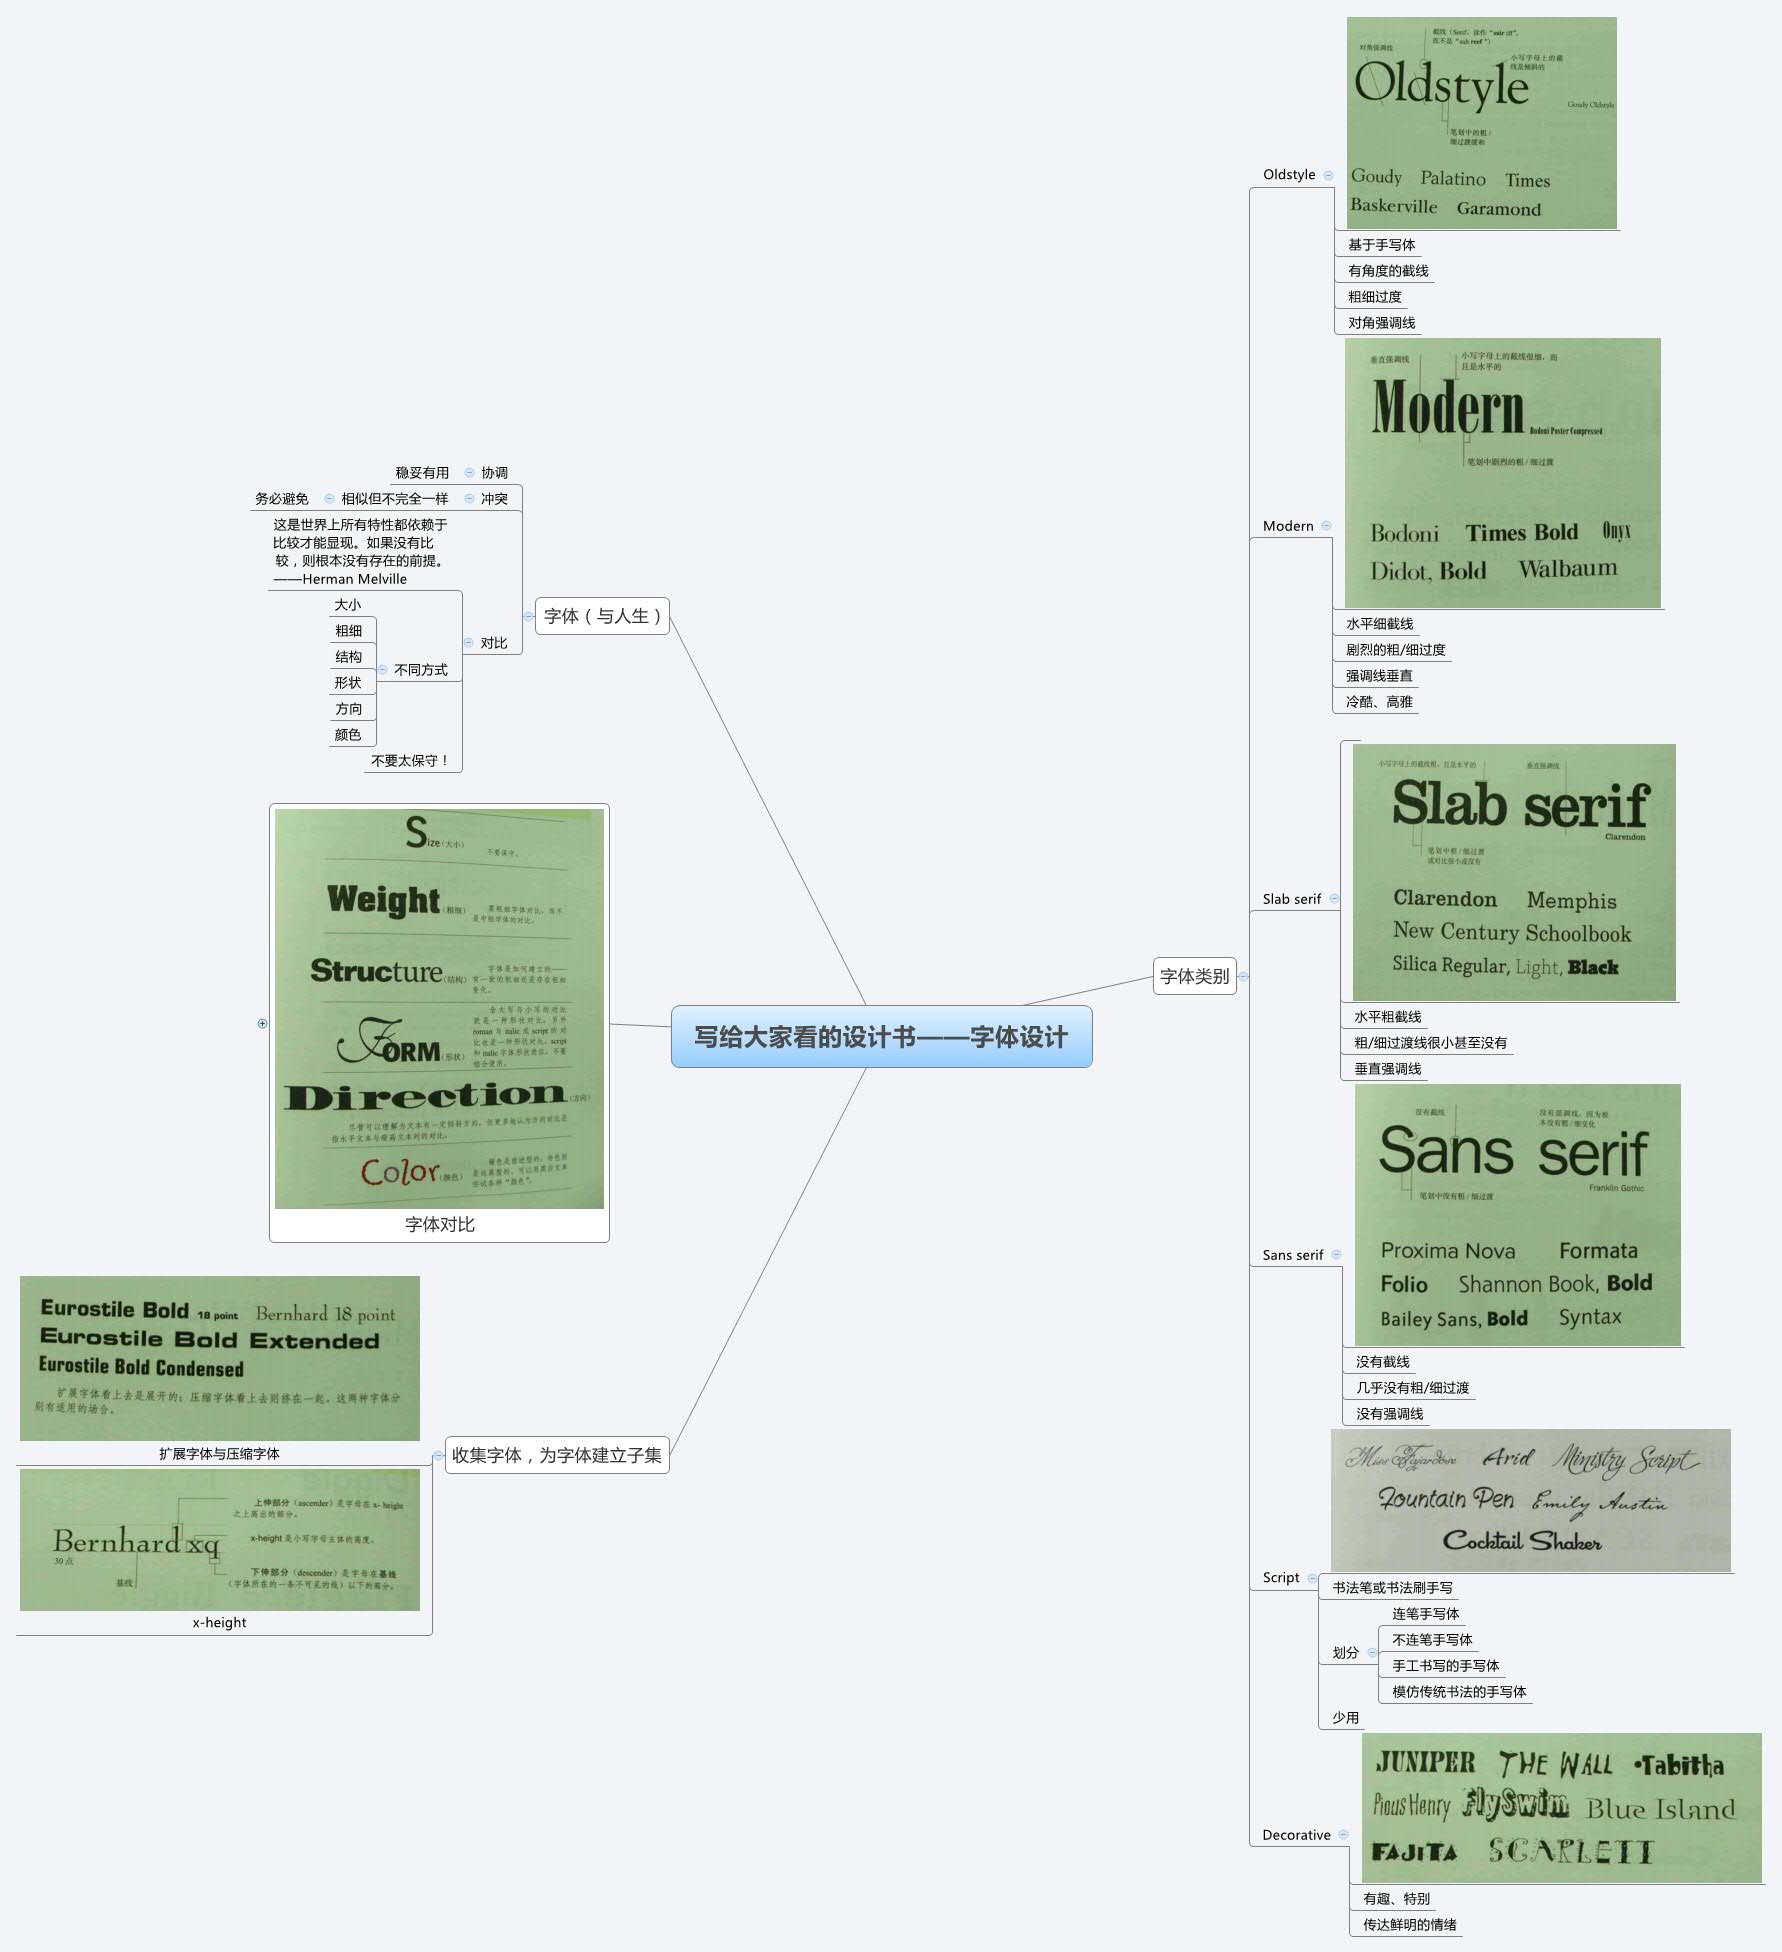 写给大家看的设计书——字体设计
字体（与人生）
协调
稳妥有用
冲突
相似但不完全一样
务必避免
对比
这是世界上所有特性都依赖于
比较才能显现。如果没有比
较，则根本没有存在的前提。
——Herman Melville
不同方式
大小
粗细
结构
形状
方向
颜色
不要太保守！
Size（大小）
不要保守。
Weight（粗细）
Structure（结构）
字体是如何建立的——
有一致的粗细还是存在粗细
变化。
FORM（形状）
全大写与小写的对比
就是一种形状对比。另外
roman 与 italic 或 script 的对
比也是一种形状对比。script
和 italic 字体形状类似，不要
结合使用。
Direction（方向）
尽管可以理解为文本有一定倾斜方向，但更多地认为方向对比是
指水平文本与瘦高文本列的对比。
Color（颜色）
暖色是前进型的，冷色则
是远离型的，可以用黑白文本
尝试各种“颜色”。
字体对比
收集字体，为字体建立子集
Eurostile Bold 18 point Bernhard 18 point
Eurostile Bold Extended
Eurostile Bold Condensed
扩展字体看上去是展开的；压缩字体看上去则挤在一起。这两种字体分
别有适用的场合。
扩展字体与压缩字体
上伸部分（ascender）是字母在 x- height
之上高出的部分。
x-height 是小写字母主体的高度。
Bernhard xq
30 点
基线
下伸部分（descender）是字母在基线
（字体所在的一条不可见的线）以下的部分。
x-height
字体类别
Oldstyle
截线（Serif，读作 “sair iff”，
而不是 “suh reef ”）
对角强调线
小写字母上的截
线是倾斜的
Oldstyle
Goudy Oldstyle
笔划中的粗 /
细过渡缓和
Goudy Palatino Times
Baskerville Garamond
基于手写体
有角度的截线
粗细过度
对角强调线
Modern
垂直强调线
小写字母上的截线很细，而
且是水平的
Modern
Bodoni Poster Compressed
笔划中剧烈的粗 / 细过渡
Bodoni Times Bold Onyx
Didot, Bold Walbaum
水平细截线
剧烈的粗/细过度
强调线垂直
冷酷、高雅
Slab serif
小写字母上的截线粗，且是水平的
垂直强调线
Slab serif
Clarendon
笔划中粗 / 细过渡
或对比很小或没有
Clarendon Memphis
New Century Schoolbook
Silica Regular, Light, Black
水平粗截线
粗/细过渡线很小甚至没有
垂直强调线
Sans serif
没有截线
没有强调线，因为根
本没有粗 / 细变化
Sans serif
Franklin Gothic
笔划中没有粗 / 细过渡
Proxima Nova Formata
Folio Shannon Book, Bold
Bailey Sans, Bold Syntax
没有截线
几乎没有粗/细过渡
没有强调线
Script
Miss Fajardose Arid Ministry Script
Fountain Pen Emily Austin
Cocktail Shaker
书法笔或书法刷手写
划分
连笔手写体
不连笔手写体
手工书写的手写体
模仿传统书法的手写体
少用
Decorative
JUNIPER THE WALL •Tabitha
Pious Henry FlySwim Blue Island
FAJITA SCARLETT
有趣、特别
传达鲜明的情绪